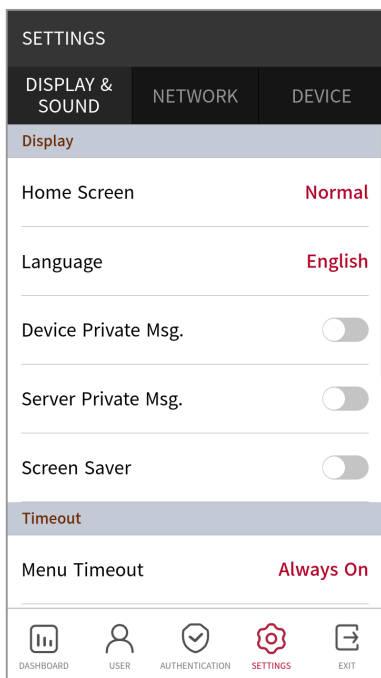 SETTINGS
DISPLAY &
SOUND
NETWORK
DEVICE
Display
Home Screen Normal
Language English
Device Private Msg.
Server Private Msg.
Screen Saver
Timeout
Menu Timeout Always On
DASHBOARD USER AUTHENTICATION SETTINGS EXIT